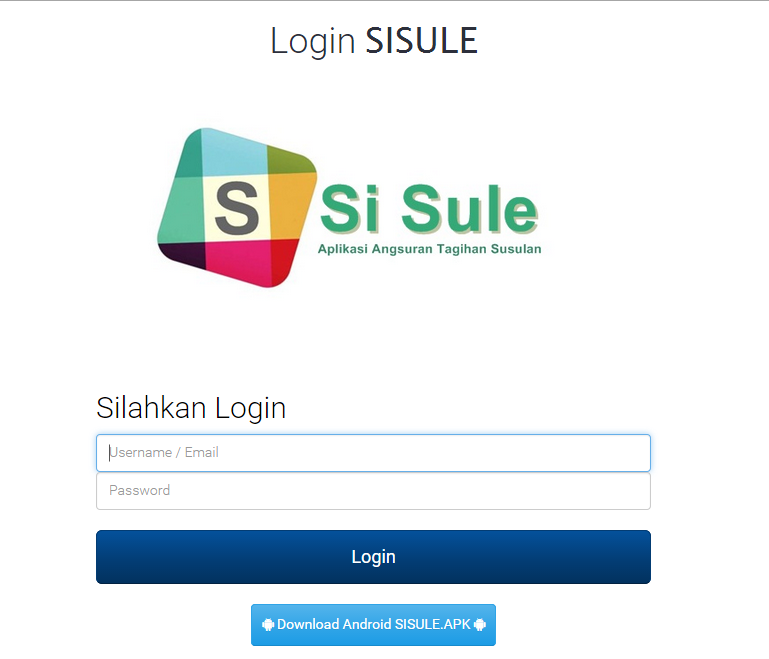 Login SISULE
S
Si Sule
Aplikasi Angsuran Tagihan Susulan
Silahkan Login
Username / Email
Password
Login
Download Android SISULE.APK